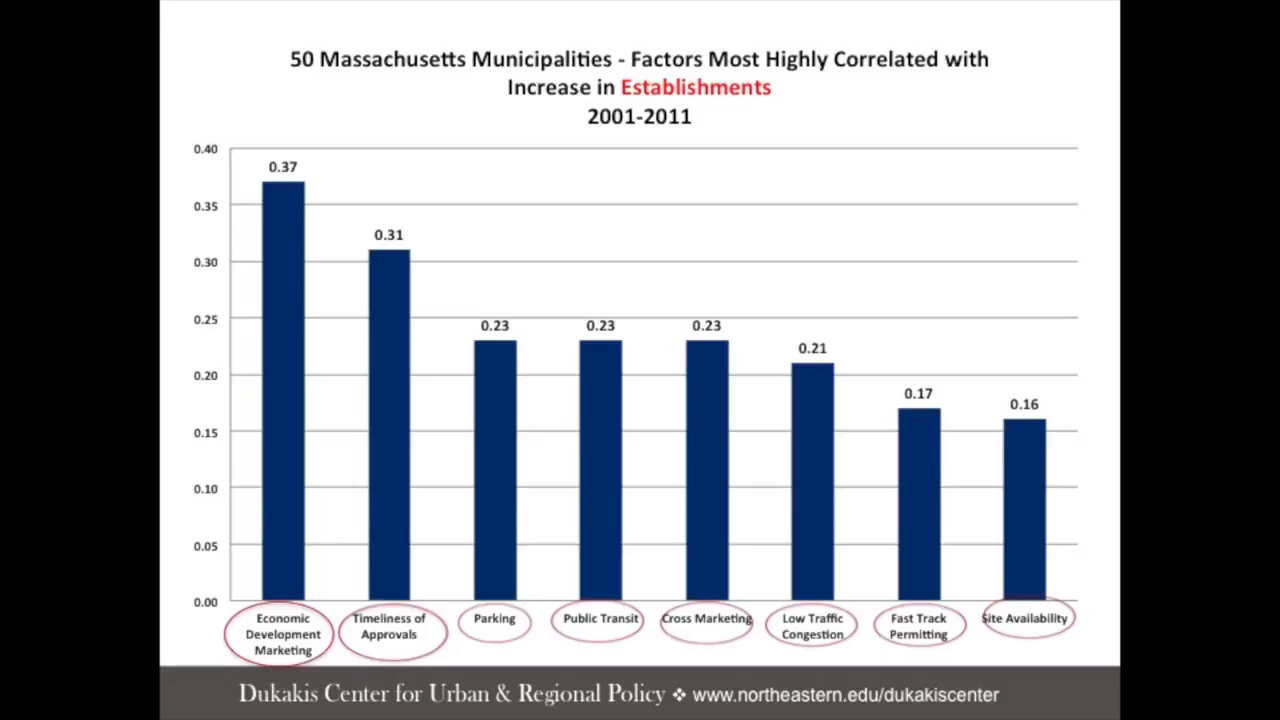 50 Massachusetts Municipalities - Factors Most Highly Correlated with
Increase in Establishments
2001-2011
0.40
0.35
0.30
0.25
0.20
0.15
0.10
0.05
0.00
0.37
0.31
0.23
0.23
0.23
0.21
0.17
0.16
Economic
Development
Marketing
Timeliness of
Approvals
Parking
Public Transit
Cross Marketing
Low Traffic
Congestion
Fast Track
Permitting
Site Availability
Dukakis Center for Urban & Regional Policy ❖ www.northeastern.edu/dukakiscenter